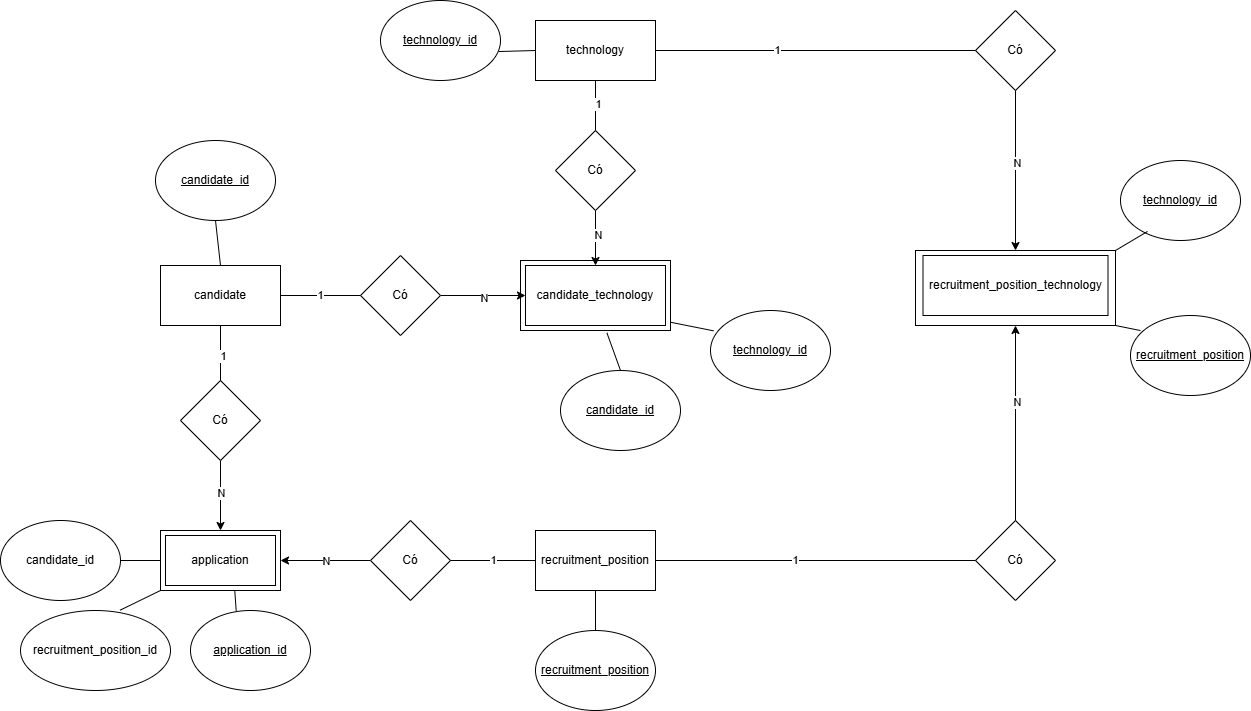 technology_id
technology
1
Có
1
Có
N
technology_id
candidate_id
N
candidate
1
Có
N
candidate_technology
recruitment_position_technology
technology_id
recruitment_position
candidate_id
1
Có
N
N
candidate_id
application
N
Có
1
recruitment_position
1
Có
recruitment_position_id
application_id
recruitment_position